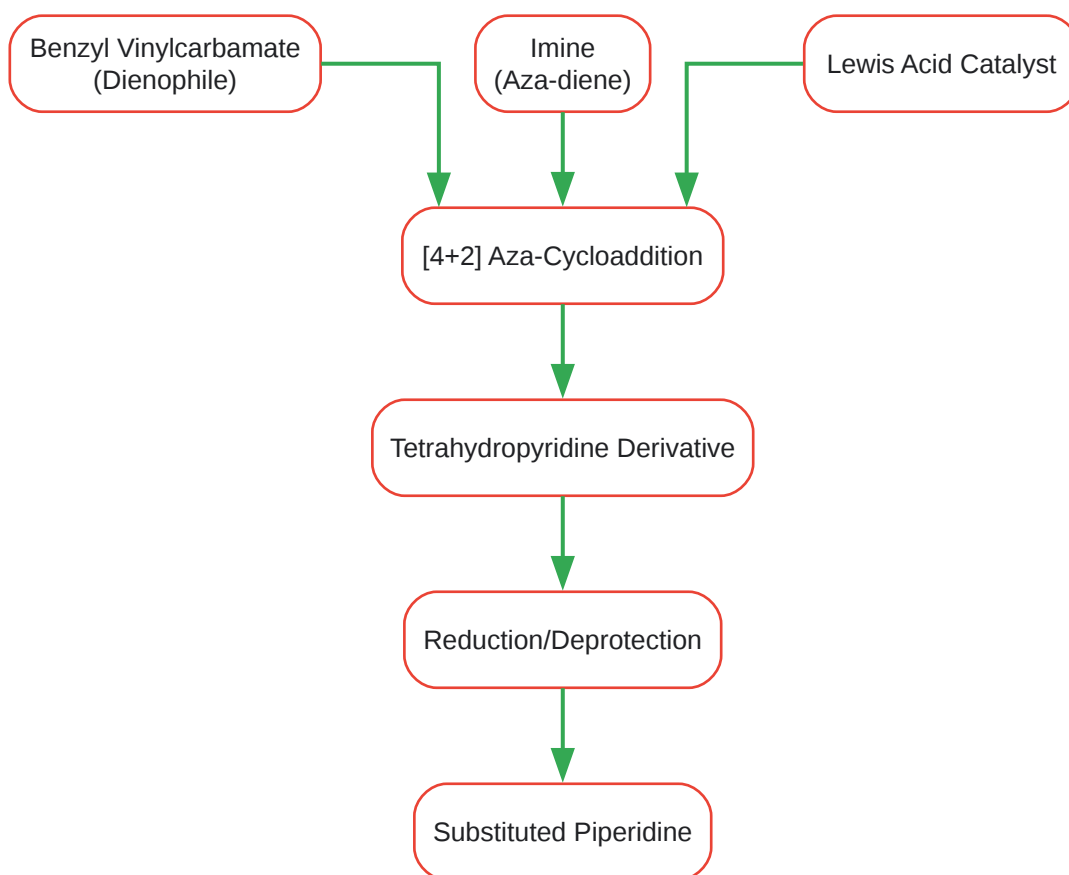 Benzyl Vinylcarbamate
(Dienophile)
Imine
(Aza-diene)
Lewis Acid Catalyst
[4+2] Aza-Cycloaddition
Tetrahydropyridine Derivative
Reduction/Deprotection
Substituted Piperidine